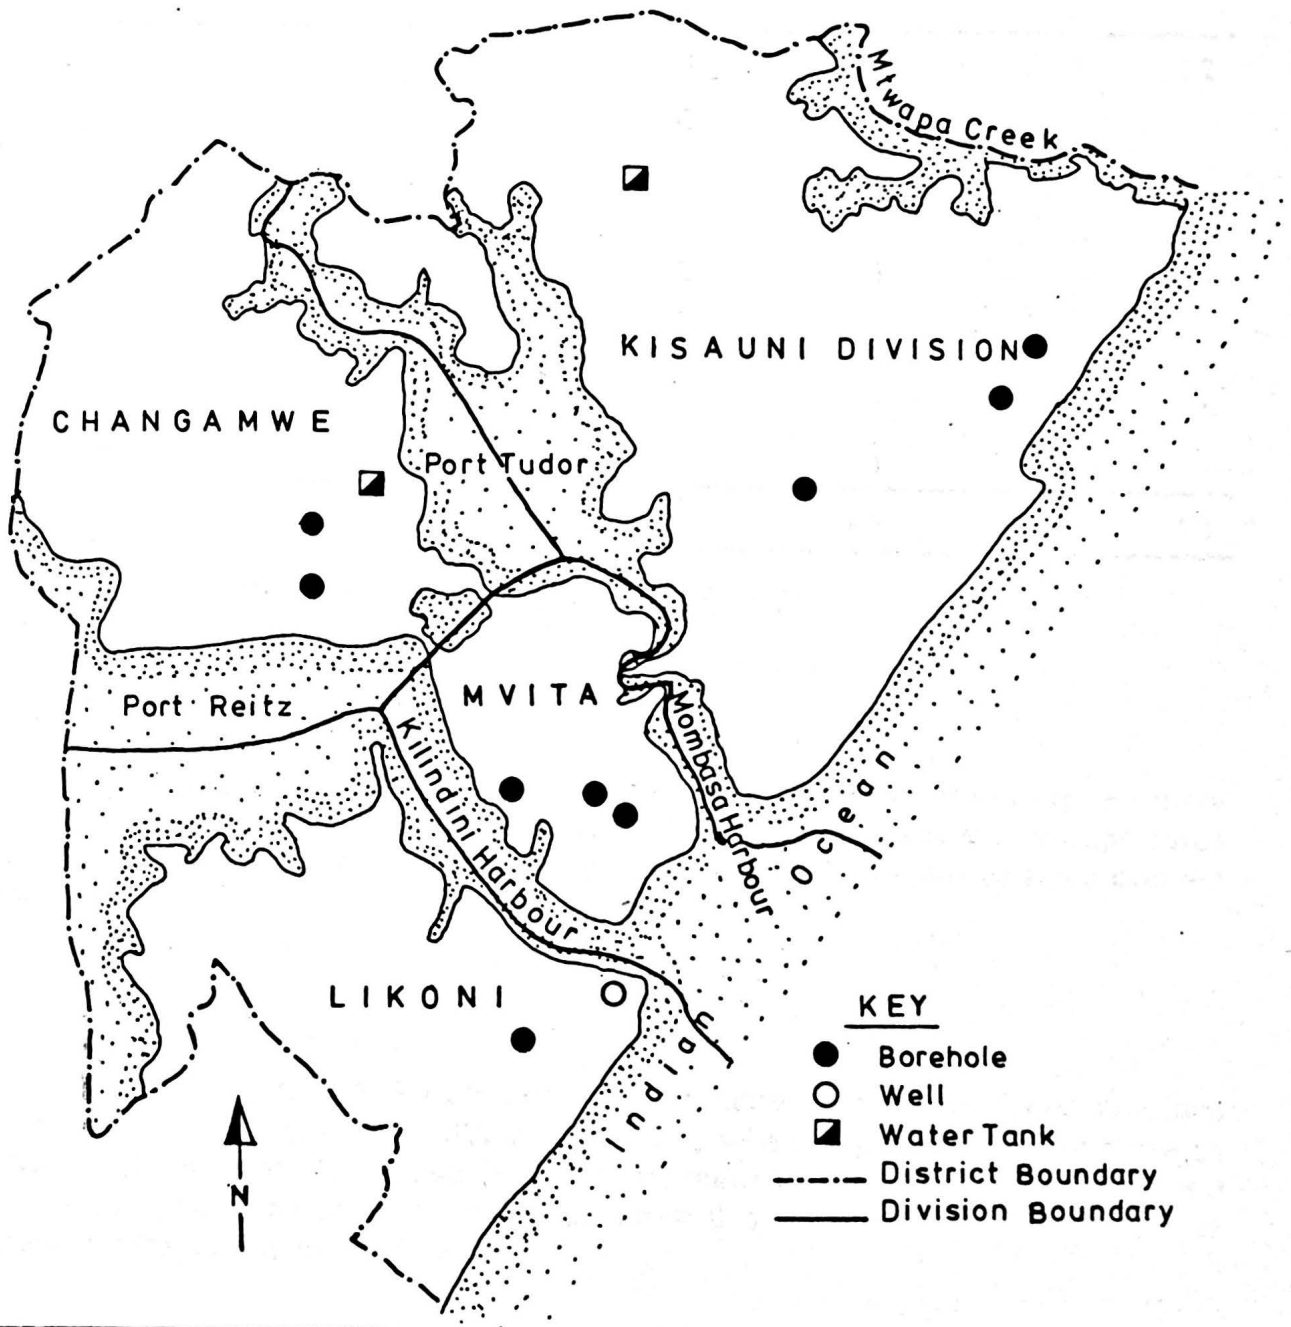 Mtwapa Creek
KISAUNI DIVISION
CHANGAMWE
Port Tudor
MVITA
Port Reitz
Kilindini Harbour
Mombasa Harbour
Indian Ocean
LIKONI
KEY
Borehole
Well
Water Tank
District Boundary
Division Boundary
N